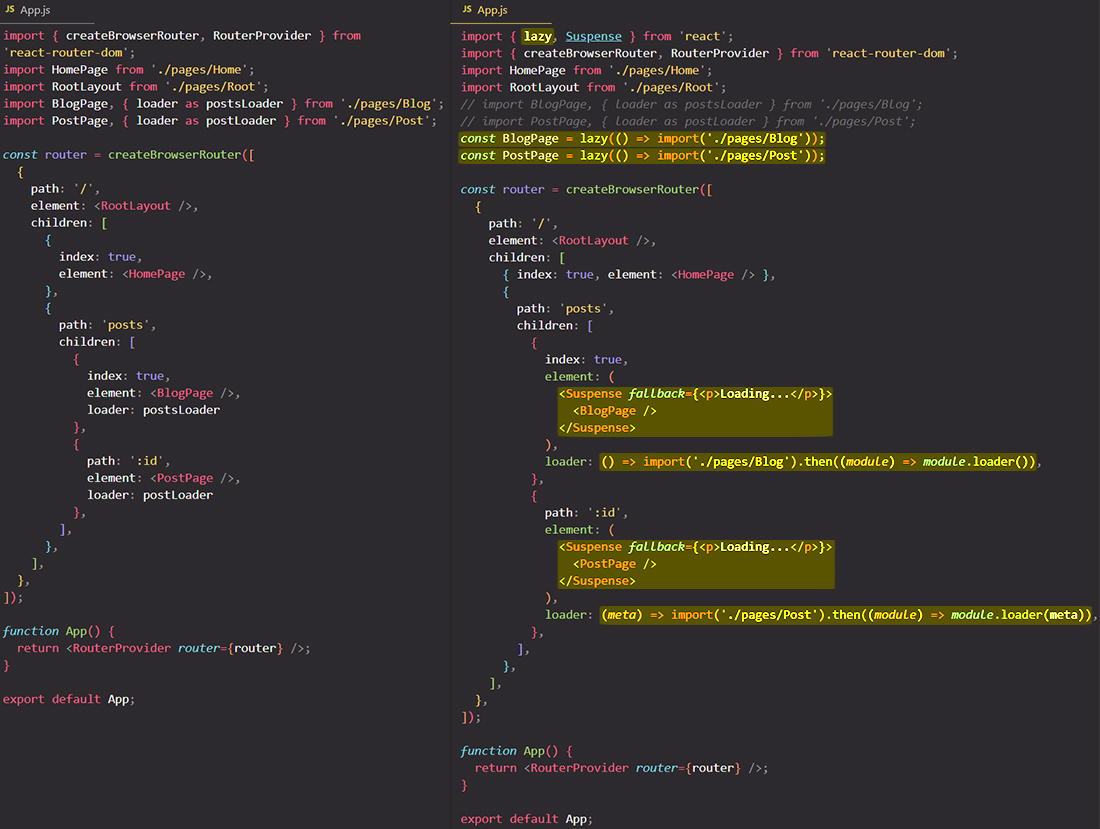 JS App.js
import { createBrowserRouter, RouterProvider } from
'react-router-dom';
import HomePage from './pages/Home';
import RootLayout from './pages/Root';
import BlogPage, { loader as postsLoader } from './pages/Blog';
import PostPage, { loader as postLoader } from './pages/Post';
const router = createBrowserRouter([
{
path: '/',
element: <RootLayout />,
children: [
{
index: true,
element: <HomePage />,
},
{
path: 'posts',
children: [
{
index: true,
element: <BlogPage />,
loader: postsLoader
},
{
path: ':id',
element: <PostPage />,
loader: postLoader
},
],
},
],
},
]);
function App() {
return <RouterProvider router={router} />;
}
export default App;
JS App.js
import { lazy, Suspense } from 'react';
import { createBrowserRouter, RouterProvider } from 'react-router-dom';
import HomePage from './pages/Home';
import RootLayout from './pages/Root';
// import BlogPage, { loader as postsLoader } from './pages/Blog';
// import PostPage, { loader as postLoader } from './pages/Post';
const BlogPage = lazy(() => import('./pages/Blog'));
const PostPage = lazy(() => import('./pages/Post'));
const router = createBrowserRouter([
{
path: '/',
element: <RootLayout />,
children: [
{ index: true, element: <HomePage /> },
{
path: 'posts',
children: [
{
index: true,
element: (
<Suspense fallback={<p>Loading...</p>}>
<BlogPage />
</Suspense>
),
loader: () => import('./pages/Blog').then((module) => module.loader()),
},
{
path: ':id',
element: (
<Suspense fallback={<p>Loading...</p>}>
<PostPage />
</Suspense>
),
loader: (meta) => import('./pages/Post').then((module) => module.loader(meta)),
},
],
},
],
},
]);
function App() {
return <RouterProvider router={router} />;
}
export default App;